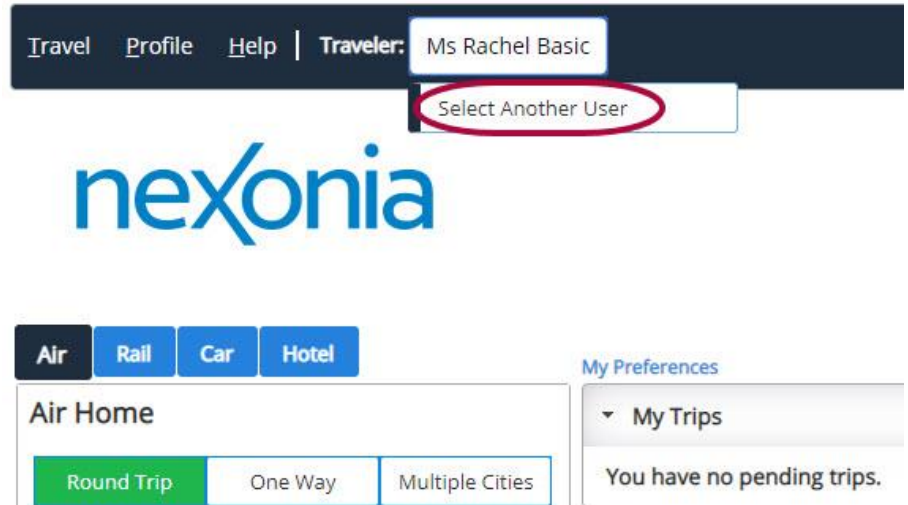 Travel Profile Help Traveler: Ms Rachel Basic
Select Another User
nexonia
Air Rail Car Hotel
My Preferences
Air Home
My Trips
Round Trip One Way Multiple Cities
You have no pending trips.